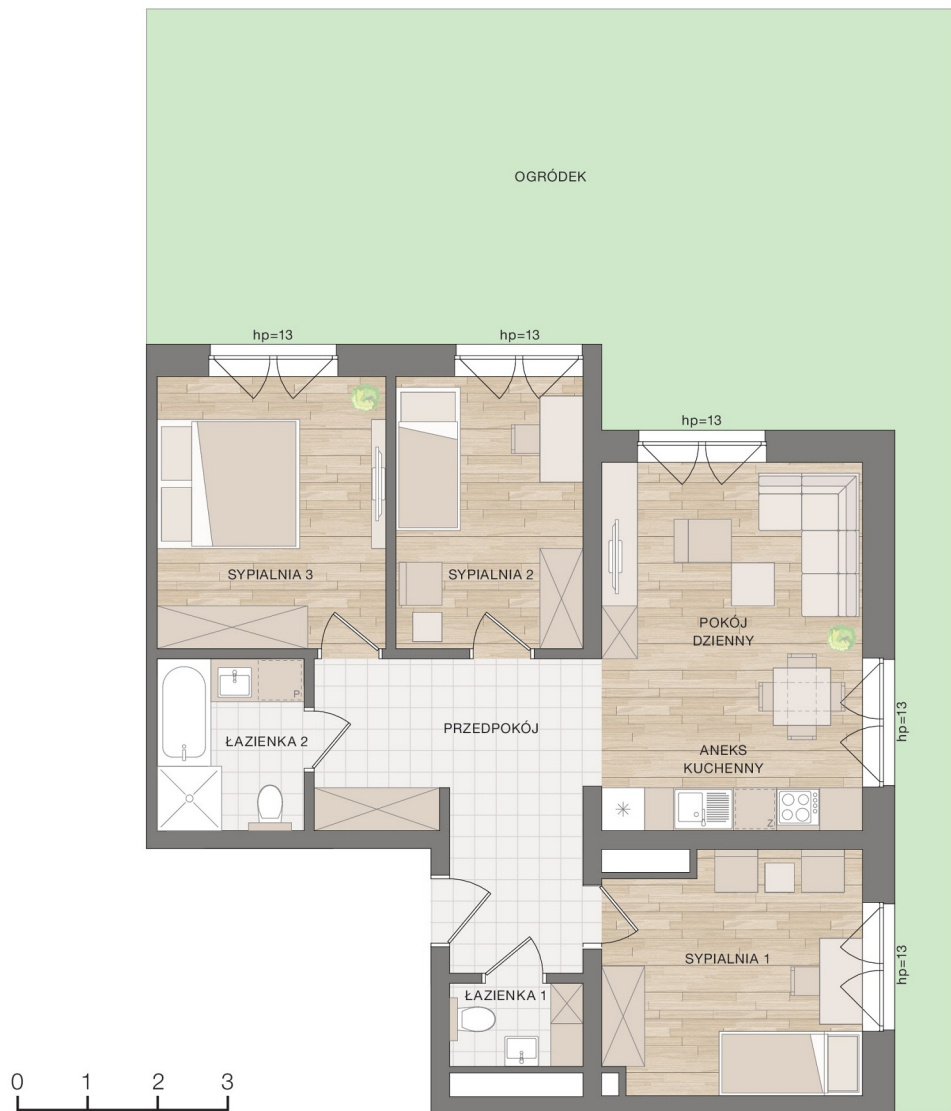 OGRÓDEK
hp=13
hp=13
hp=13
SYPIALNIA 3
SYPIALNIA 2
POKÓJ
DZIENNY
P
ŁAZIENKA 2
PRZEDPOKÓJ
hp=13
ANEKS
KUCHENNY
Z
SYPIALNIA 1
hp=13
ŁAZIENKA 1
0 1 2 3